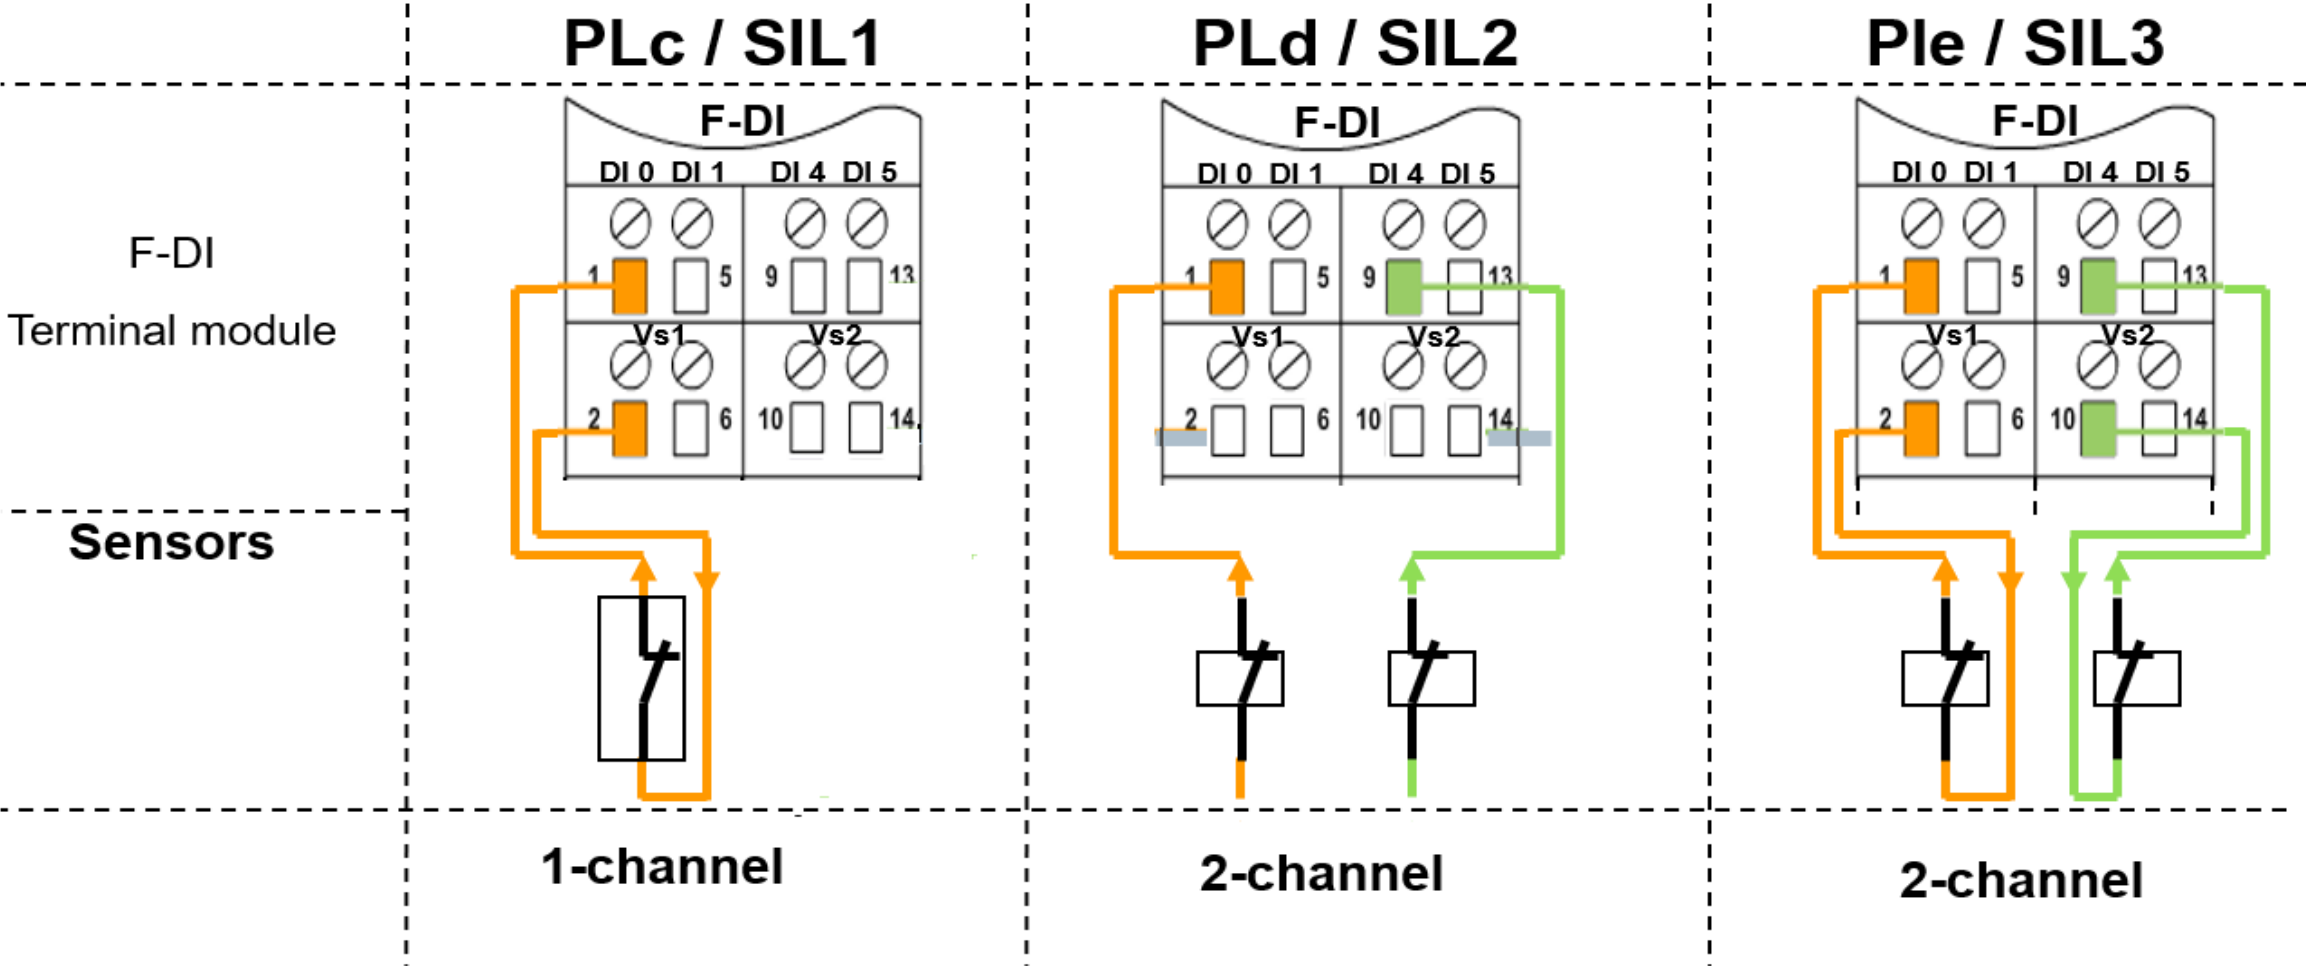 PLc / SIL1
PLd / SIL2
Ple / SIL3
F-DI
Terminal module
Sensors
F-DI
DI 0 DI 1 DI 4 DI 5
1 5 9 13
Vs1 Vs2
2 6 10 14
F-DI
DI 0 DI 1 DI 4 DI 5
1 5 9 13
Vs1 Vs2
2 6 10 14
F-DI
DI 0 DI 1 DI 4 DI 5
1 5 9 13
Vs1 Vs2
2 6 10 14
1-channel
2-channel
2-channel